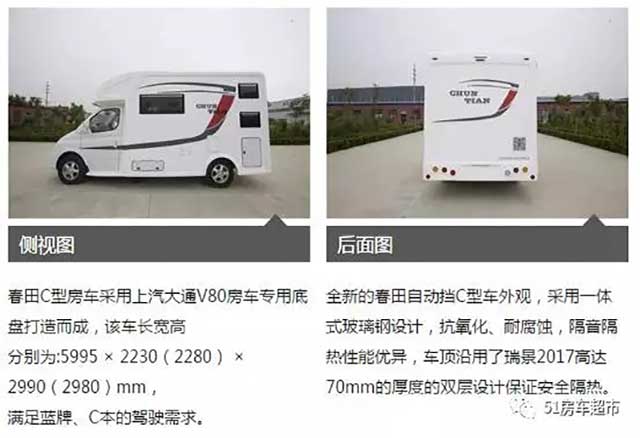 CHUN
TIAN
CHUN
TIAN
侧视图
后面图
春田C型房车采用上汽大通V80房车专用底
盘打造而成，该车长宽高
分别为:5995 × 2230（2280） ×
2990（2980）mm，
满足蓝牌、C本的驾驶需求。
全新的春田自动挡C型车外观，采用一体
式玻璃钢设计，抗氧化、耐腐蚀，隔音隔
热性能优异，车顶沿用了瑞景2017高达
70mm的厚度的双层设计保证安全隔热。
51房车超市